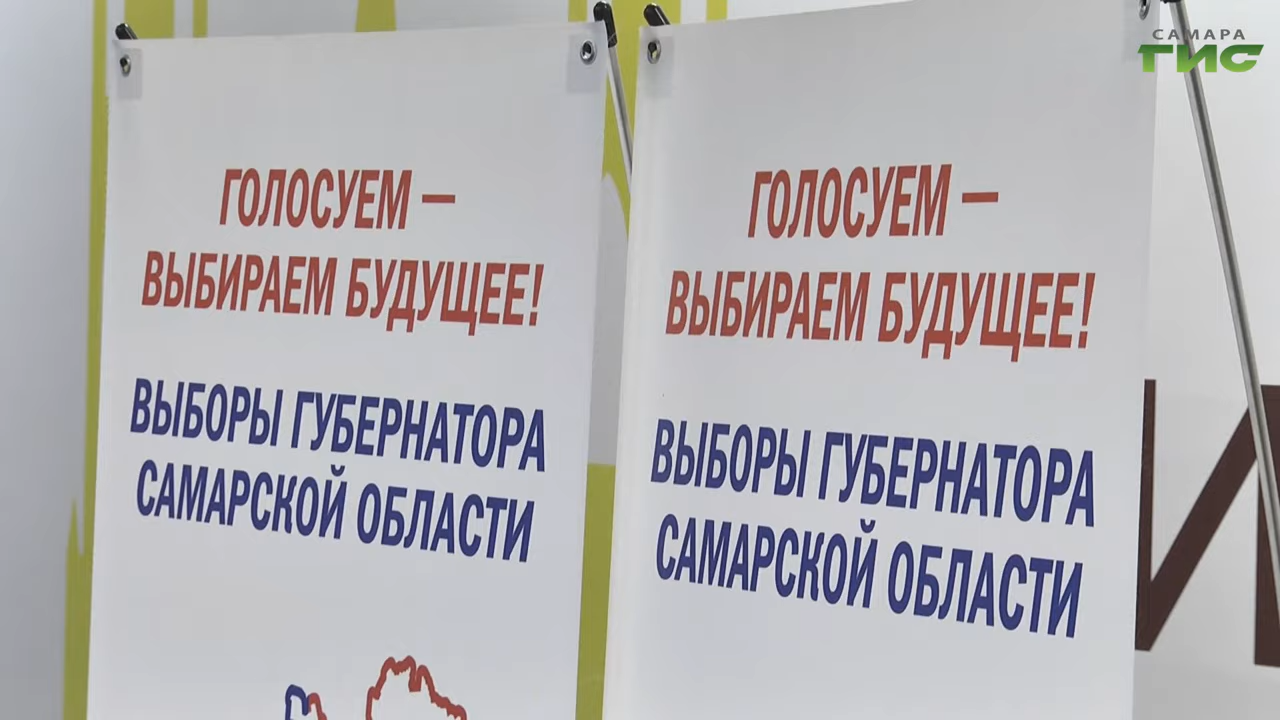 САМАРА
ГИС
ГОЛОСУЕМ –
ВЫБИРАЕМ БУДУЩЕЕ!
ВЫБОРЫ ГУБЕРНАТОРА
САМАРСКОЙ ОБЛАСТИ
ГОЛОСУЕМ –
ВЫБИРАЕМ БУДУЩЕЕ!
ВЫБОРЫ ГУБЕРНАТОРА
САМАРСКОЙ ОБЛАСТИ
И